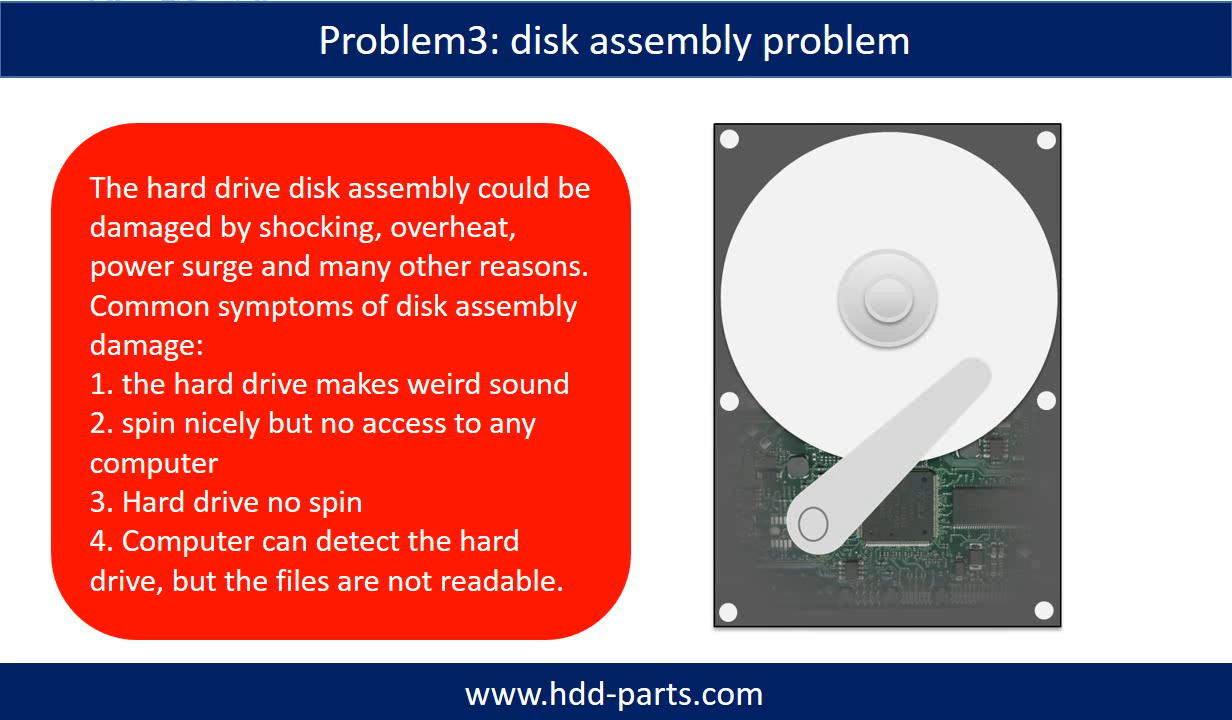 Problem3: disk assembly problem
The hard drive disk assembly could be
damaged by shocking, overheat,
power surge and many other reasons.
Common symptoms of disk assembly
damage:
1. the hard drive makes weird sound
2. spin nicely but no access to any
computer
3. Hard drive no spin
4. Computer can detect the hard
drive, but the files are not readable.
www.hdd-parts.com